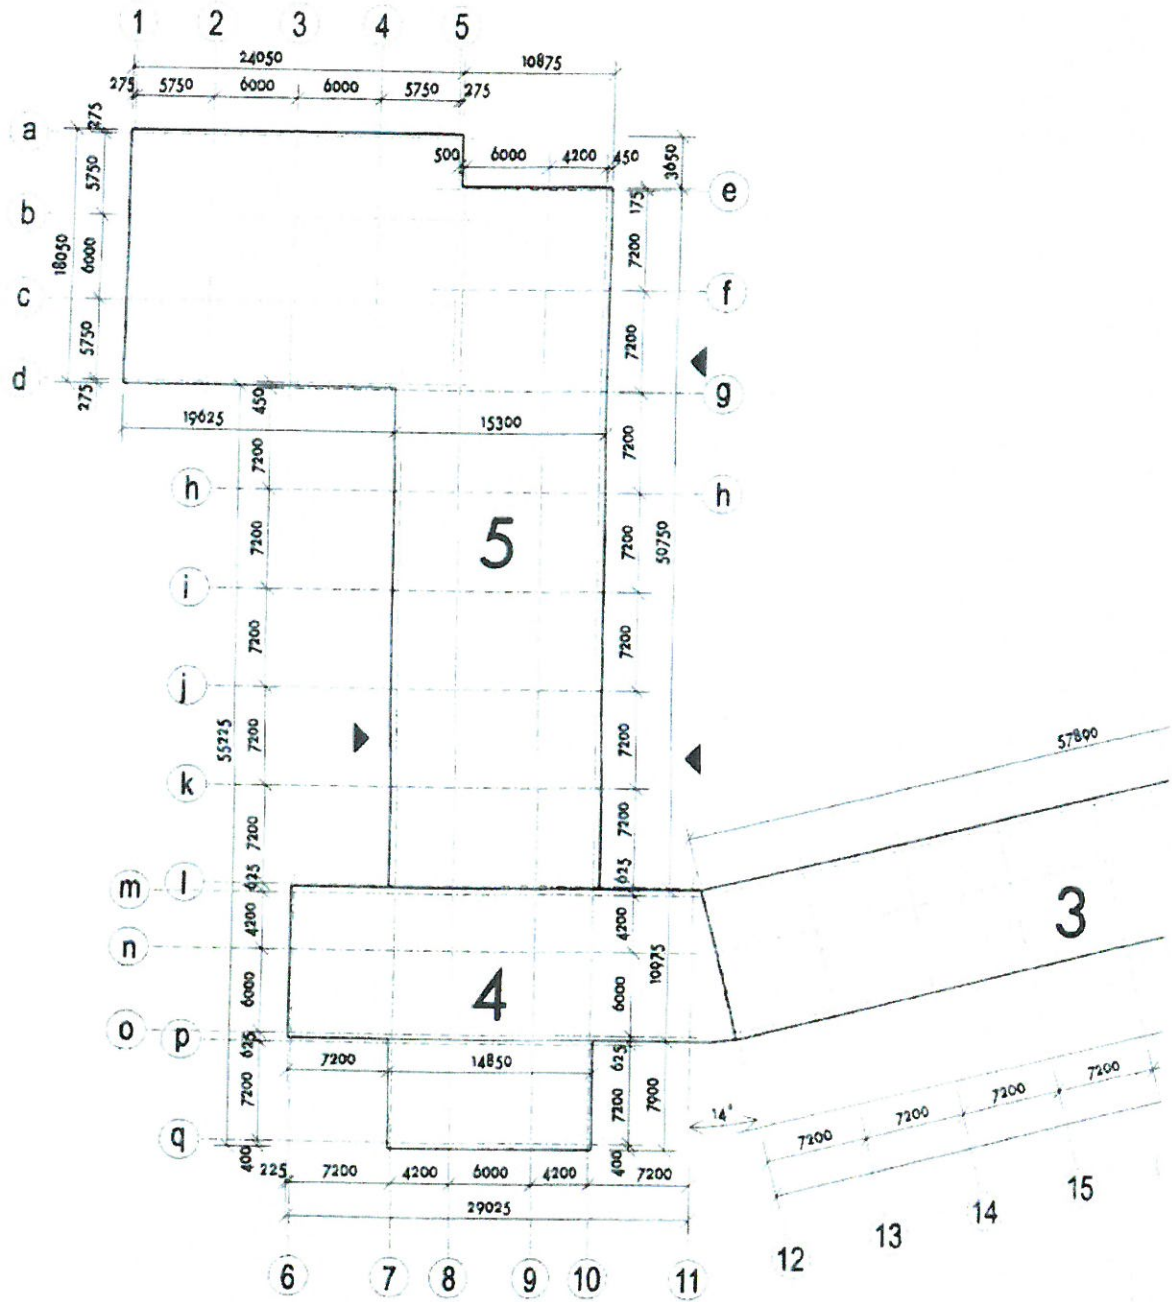 1 2 3 4 5
24050 10875
275 5750 6000 6000 5750 275
a 275
500 6000 4200 450 3650
5750 175 e
b
18050 6000 7200
c f
5750 7200
d 275 450 g
19625 15300
7200 7200
h h
7200 5 7200 50750
i
7200 7200
j
55225 7200 7200 57890
k
7200 7200
l 625 625
m
4200 4200 3
n
6000 4 6000 10975
o p 625
7200 14850 625
7200 7200 7900 14° 7200 7200 7200 7200
q 400 400
225 7200 4200 6000 4200 7200
29025
12 13 14 15
6 7 8 9 10 11